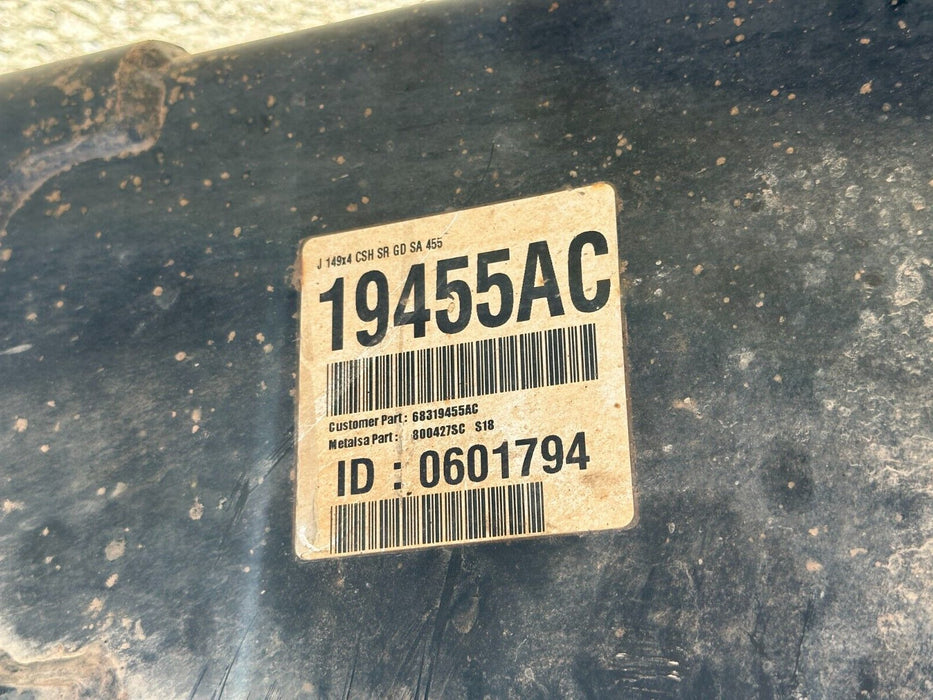 J 149x4 CSH SR GD SA 455
19455AC
Customer Part: 68319455AC
Metalsa Part: 800427SC S18
ID : 0601794